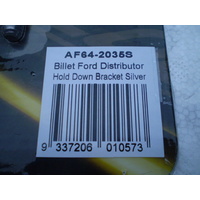 AF64-2035S
Billet Ford Distributor
Hold Down Bracket Silver
9 337206 010573